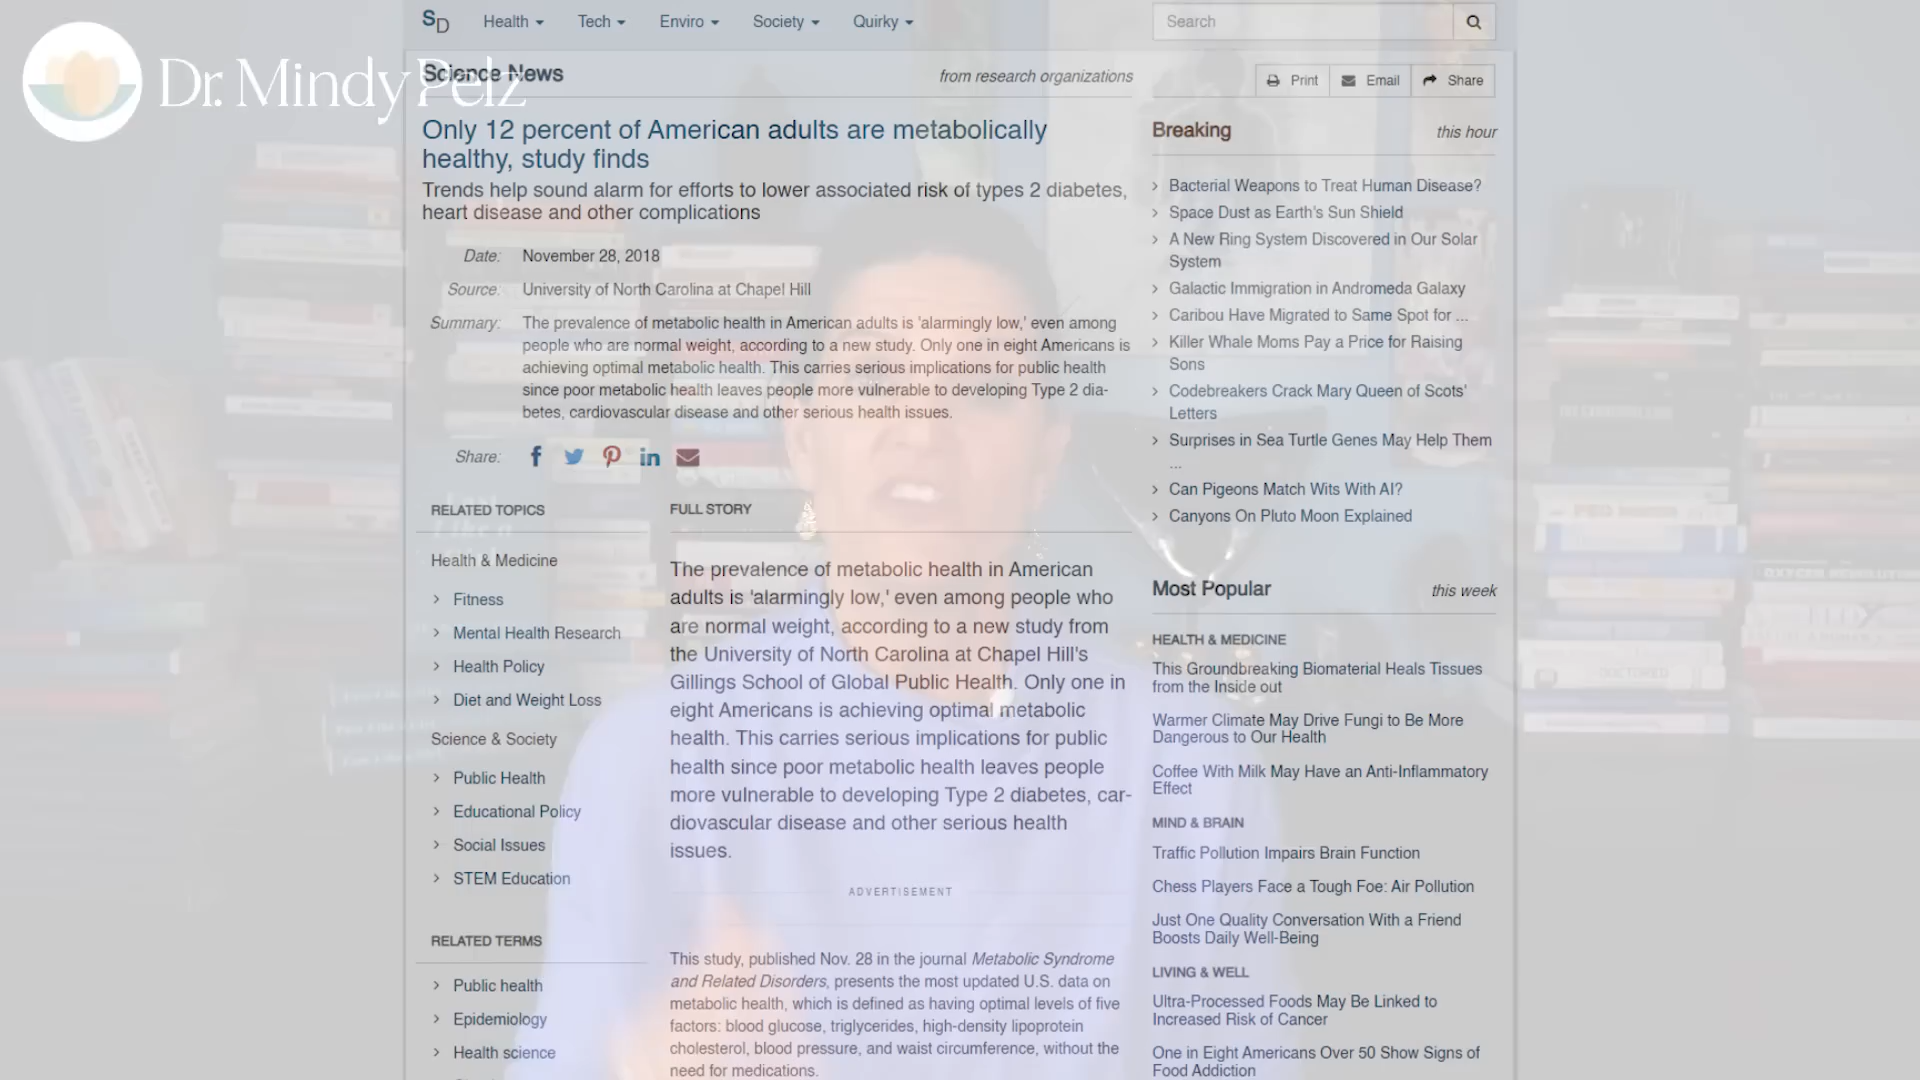 Dr. Mindy Pelz
SD
Health
Tech
Enviro
Society
Quirky
Search
Science News
from research organizations
Print
Email
Share
Only 12 percent of American adults are metabolically
healthy, study finds
Trends help sound alarm for efforts to lower associated risk of types 2 diabetes,
heart disease and other complications
Date: November 28, 2018
Source: University of North Carolina at Chapel Hill
Summary: The prevalence of metabolic health in American adults is 'alarmingly low,' even among
people who are normal weight, according to a new study. Only one in eight Americans is
achieving optimal metabolic health. This carries serious implications for public health
since poor metabolic health leaves people more vulnerable to developing Type 2 dia-
betes, cardiovascular disease and other serious health issues.
Share:
RELATED TOPICS
Health & Medicine
> Fitness
> Mental Health Research
> Health Policy
> Diet and Weight Loss
Science & Society
> Public Health
> Educational Policy
> Social Issues
> STEM Education
RELATED TERMS
> Public health
> Epidemiology
> Health science
FULL STORY
The prevalence of metabolic health in American
adults is 'alarmingly low,' even among people who
are normal weight, according to a new study from
the University of North Carolina at Chapel Hill's
Gillings School of Global Public Health. Only one in
eight Americans is achieving optimal metabolic
health. This carries serious implications for public
health since poor metabolic health leaves people
more vulnerable to developing Type 2 diabetes, car-
diovascular disease and other serious health
issues.
ADVERTISEMENT
This study, published Nov. 28 in the journal Metabolic Syndrome
and Related Disorders, presents the most updated U.S. data on
metabolic health, which is defined as having optimal levels of five
factors: blood glucose, triglycerides, high-density lipoprotein
cholesterol, blood pressure, and waist circumference, without the
need for medications.
Breaking
this hour
> Bacterial Weapons to Treat Human Disease?
> Space Dust as Earth's Sun Shield
> A New Ring System Discovered in Our Solar
System
> Galactic Immigration in Andromeda Galaxy
> Caribou Have Migrated to Same Spot for ...
> Killer Whale Moms Pay a Price for Raising
Sons
> Codebreakers Crack Mary Queen of Scots'
Letters
> Surprises in Sea Turtle Genes May Help Them
...
> Can Pigeons Match Wits With AI?
> Canyons On Pluto Moon Explained
Most Popular
this week
HEALTH & MEDICINE
This Groundbreaking Biomaterial Heals Tissues
from the Inside out
Warmer Climate May Drive Fungi to Be More
Dangerous to Our Health
Coffee With Milk May Have an Anti-Inflammatory
Effect
MIND & BRAIN
Traffic Pollution Impairs Brain Function
Chess Players Face a Tough Foe: Air Pollution
Just One Quality Conversation With a Friend
Boosts Daily Well-Being
LIVING & WELL
Ultra-Processed Foods May Be Linked to
Increased Risk of Cancer
One in Eight Americans Over 50 Show Signs of
Food Addiction